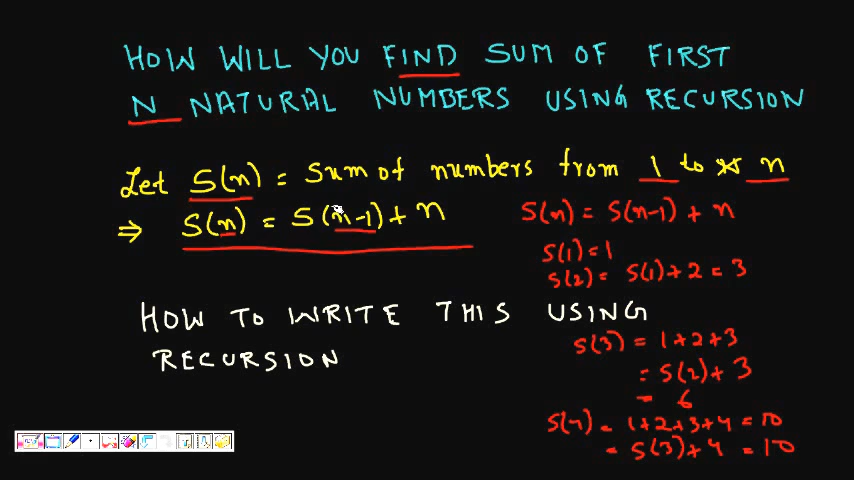 HOW WILL YOU FIND SUM OF FIRST
N NATURAL NUMBERS USING RECURSION
Let S(n) = Sum of numbers from 1 to n
⇒ S(n) = S(n-1) + n
S(n) = S(n-1) + n
S(1) = 1
S(2) = S(1) + 2 = 3
HOW TO WRITE THIS USING
RECURSION
S(3) = 1+2+3
= S(2) + 3
= 6
S(4) = 1+2+3+4 = 10
= S(3) + 4 = 10